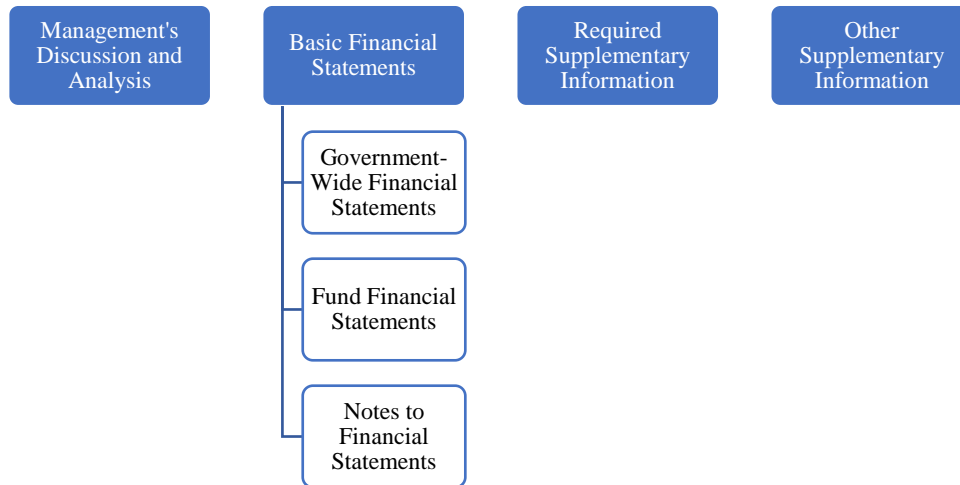 Management's
Discussion and
Analysis
Basic Financial
Statements
Required
Supplementary
Information
Other
Supplementary
Information
Government-
Wide Financial
Statements
Fund Financial
Statements
Notes to
Financial
Statements